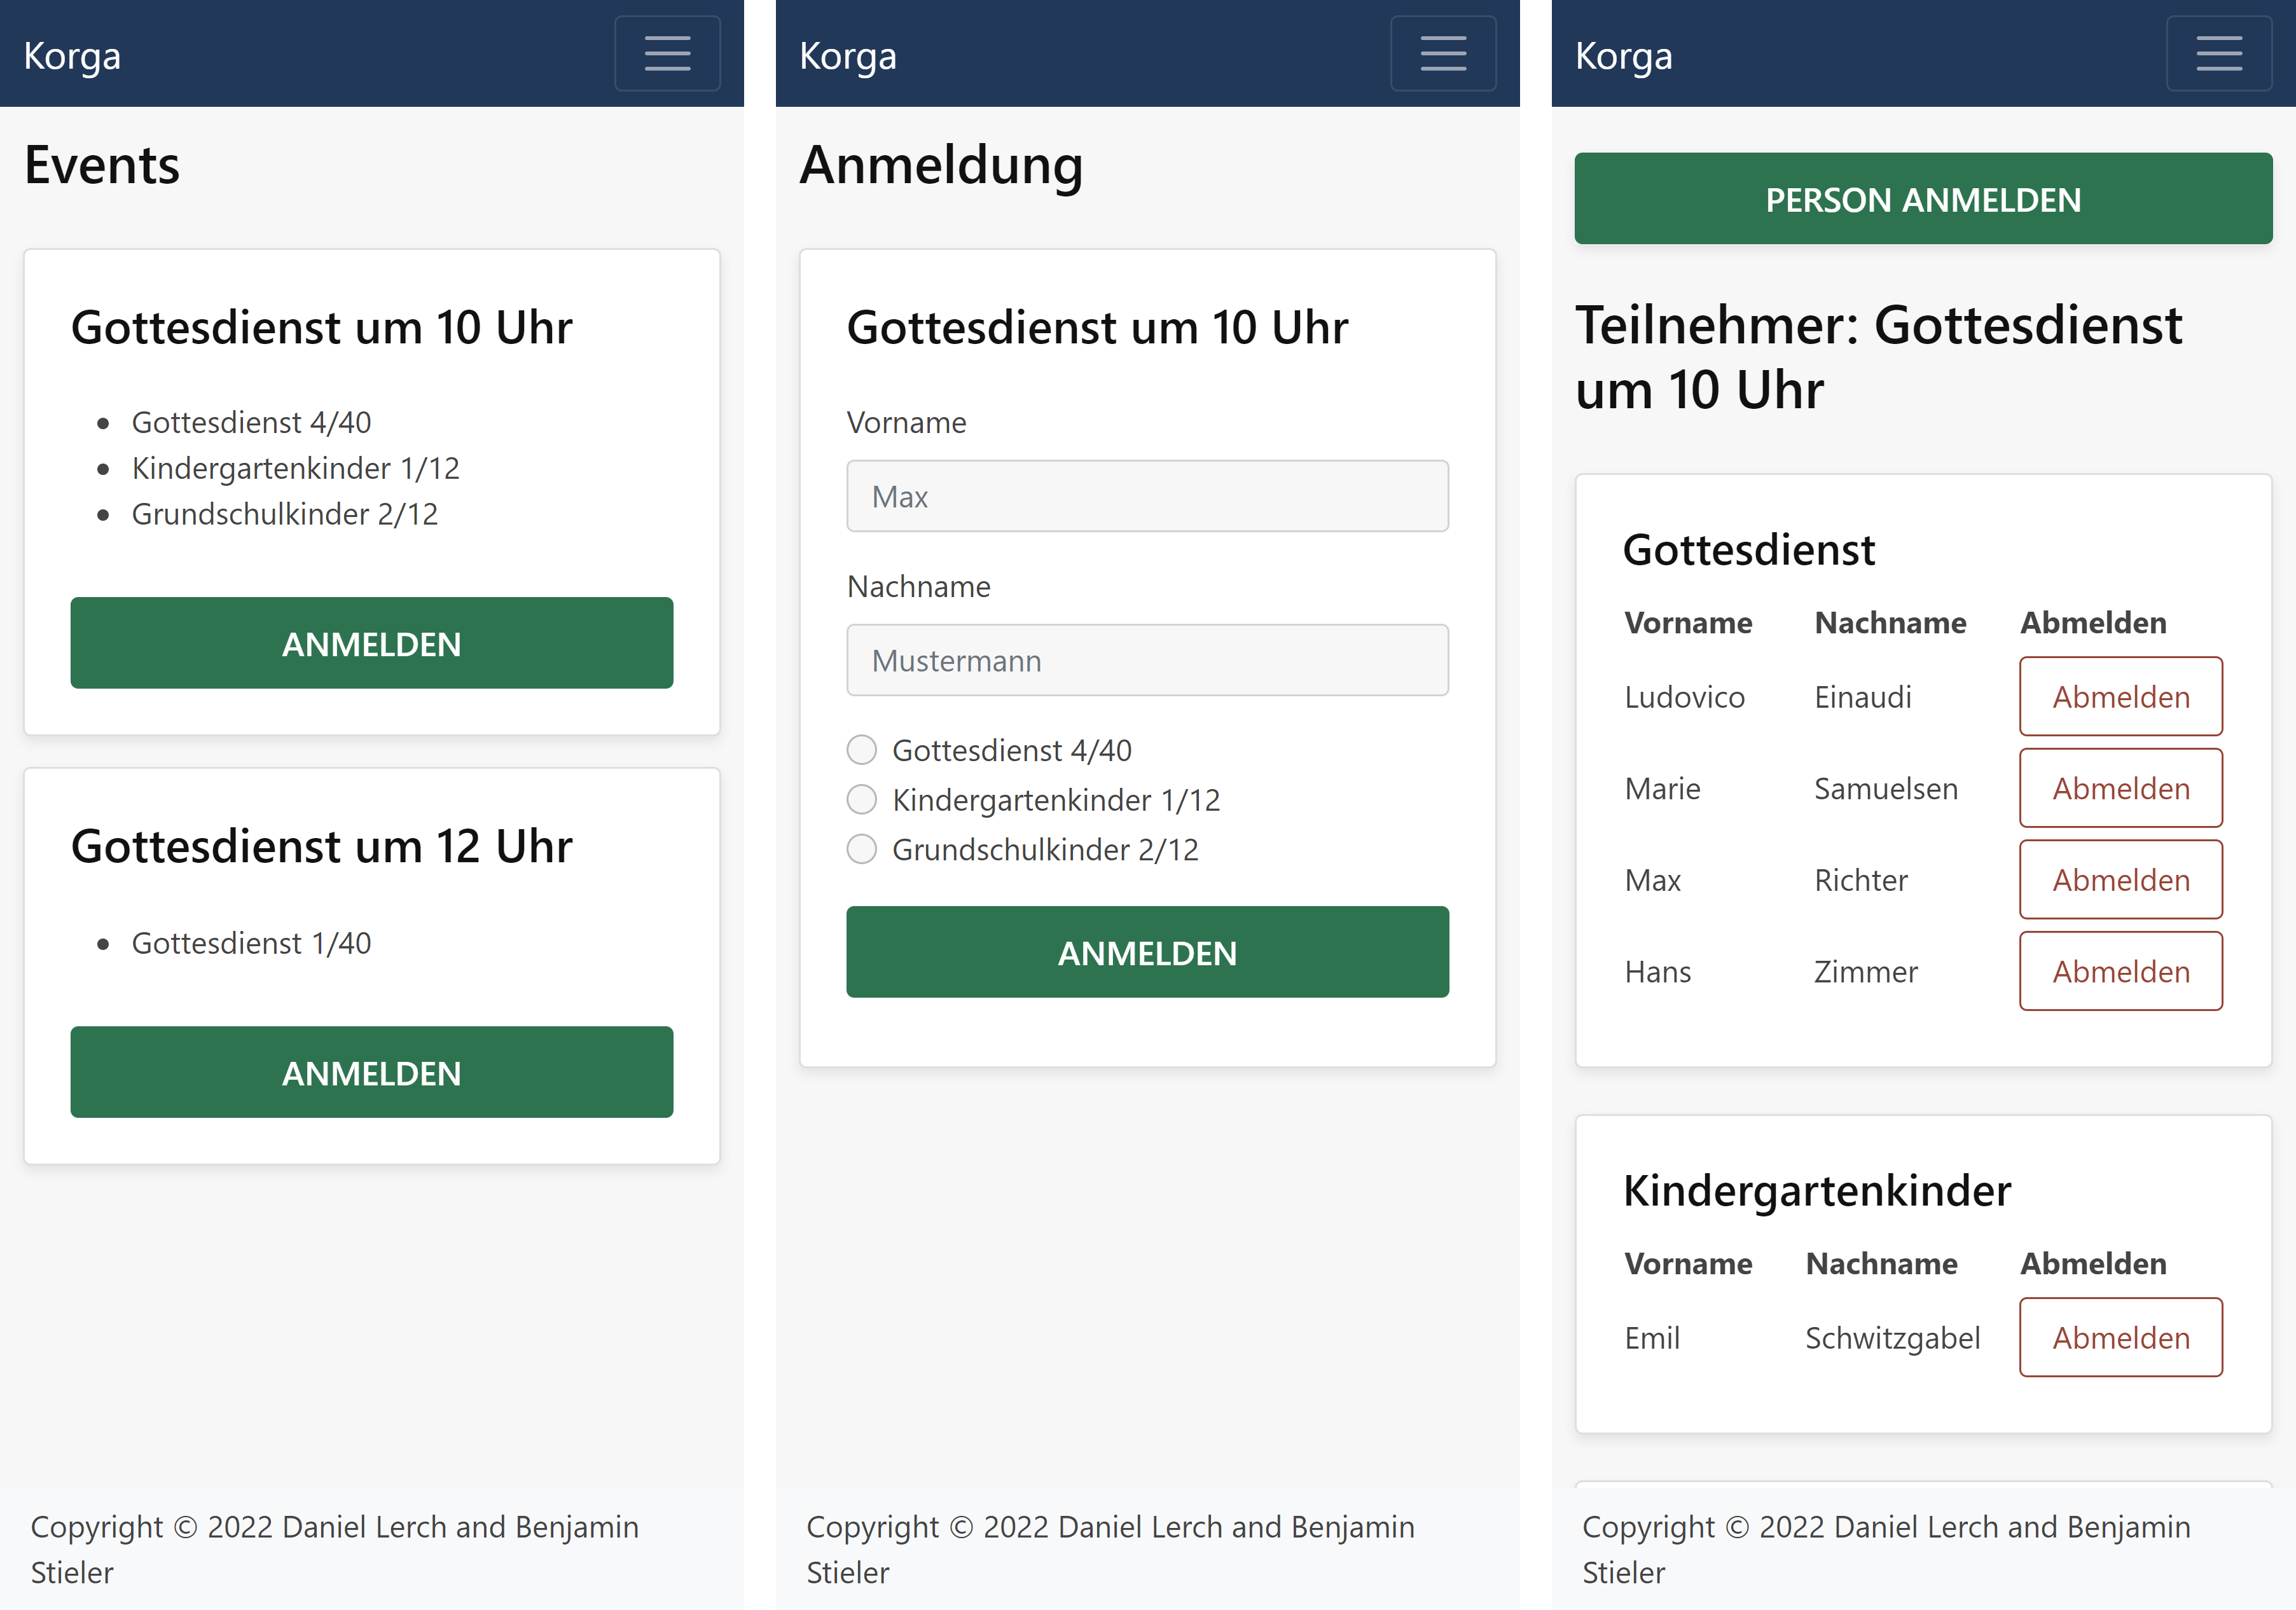 Korga
Events
Gottesdienst um 10 Uhr
Gottesdienst 4/40
Kindergartenkinder 1/12
Grundschulkinder 2/12
ANMELDEN
Gottesdienst um 12 Uhr
Gottesdienst 1/40
ANMELDEN
Copyright © 2022 Daniel Lerch and Benjamin
Stieler
Korga
Anmeldung
Gottesdienst um 10 Uhr
Vorname
Max
Nachname
Mustermann
Gottesdienst 4/40
Kindergartenkinder 1/12
Grundschulkinder 2/12
ANMELDEN
Copyright © 2022 Daniel Lerch and Benjamin
Stieler
Korga
PERSON ANMELDEN
Teilnehmer: Gottesdienst
um 10 Uhr
Gottesdienst
Vorname Nachname Abmelden
Ludovico Einaudi Abmelden
Marie Samuelsen Abmelden
Max Richter Abmelden
Hans Zimmer Abmelden
Kindergartenkinder
Vorname Nachname Abmelden
Emil Schwitzgabel Abmelden
Copyright © 2022 Daniel Lerch and Benjamin
Stieler